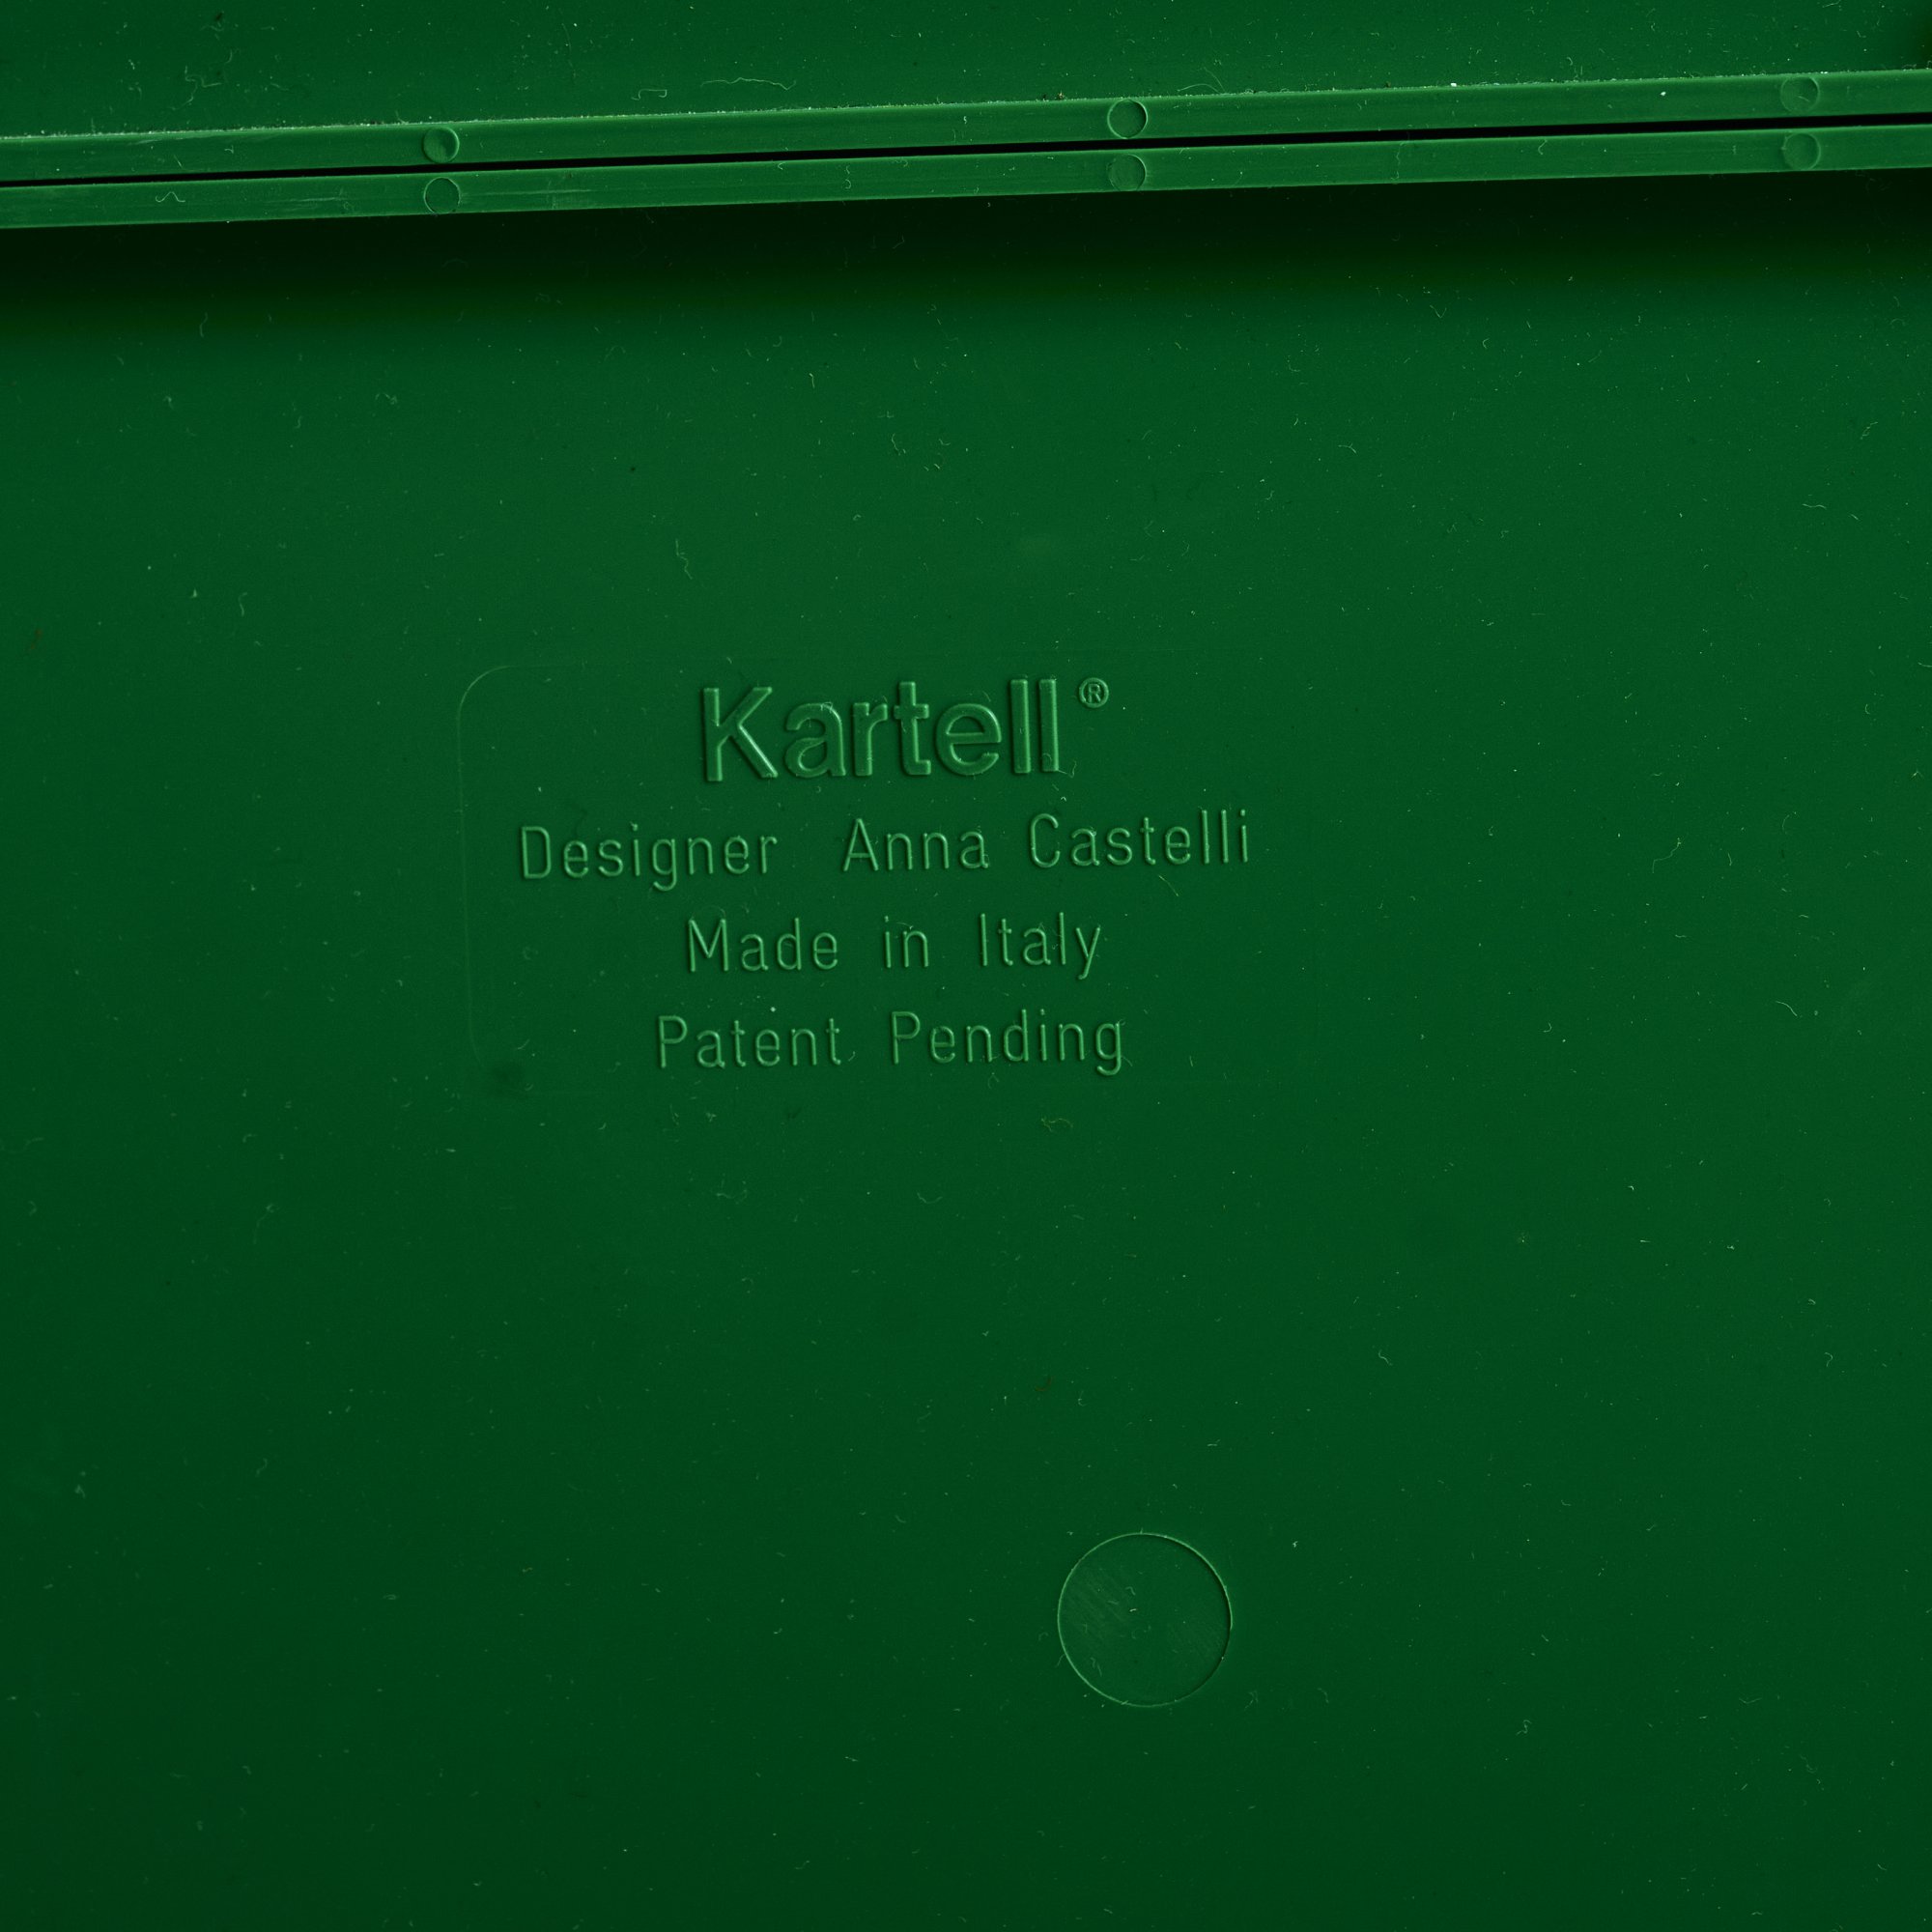 Kartell®
Designer Anna Castelli
Made in Italy
Patent Pending